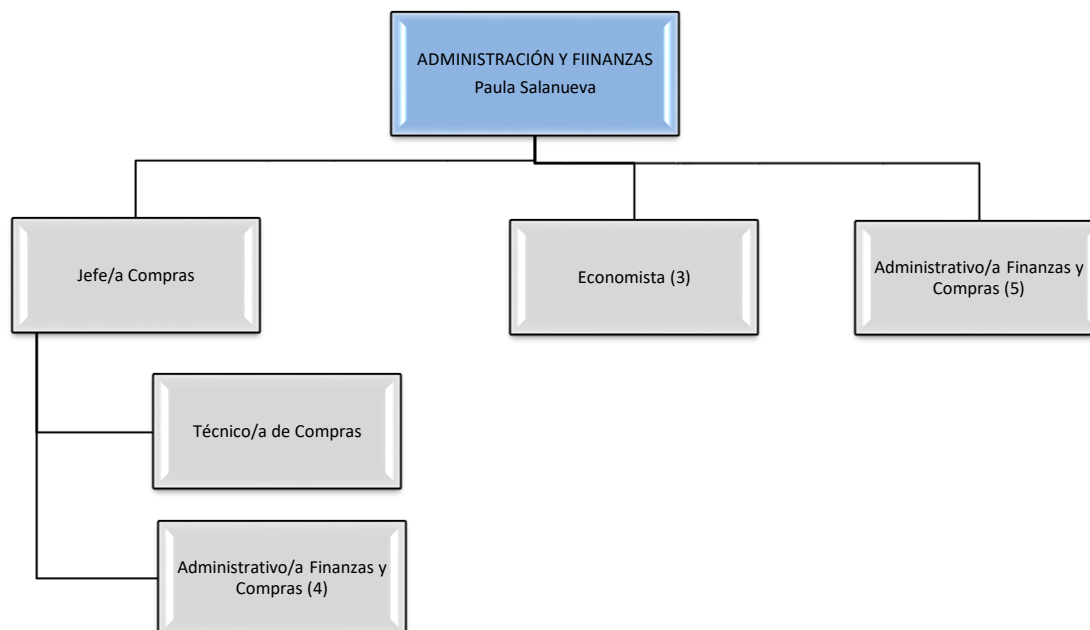 ADMINISTRACIÓN Y FIINANZAS
Paula Salanueva
Jefe/a Compras
Economista (3)
Administrativo/a Finanzas y
Compras (5)
Técnico/a de Compras
Administrativo/a Finanzas y
Compras (4)